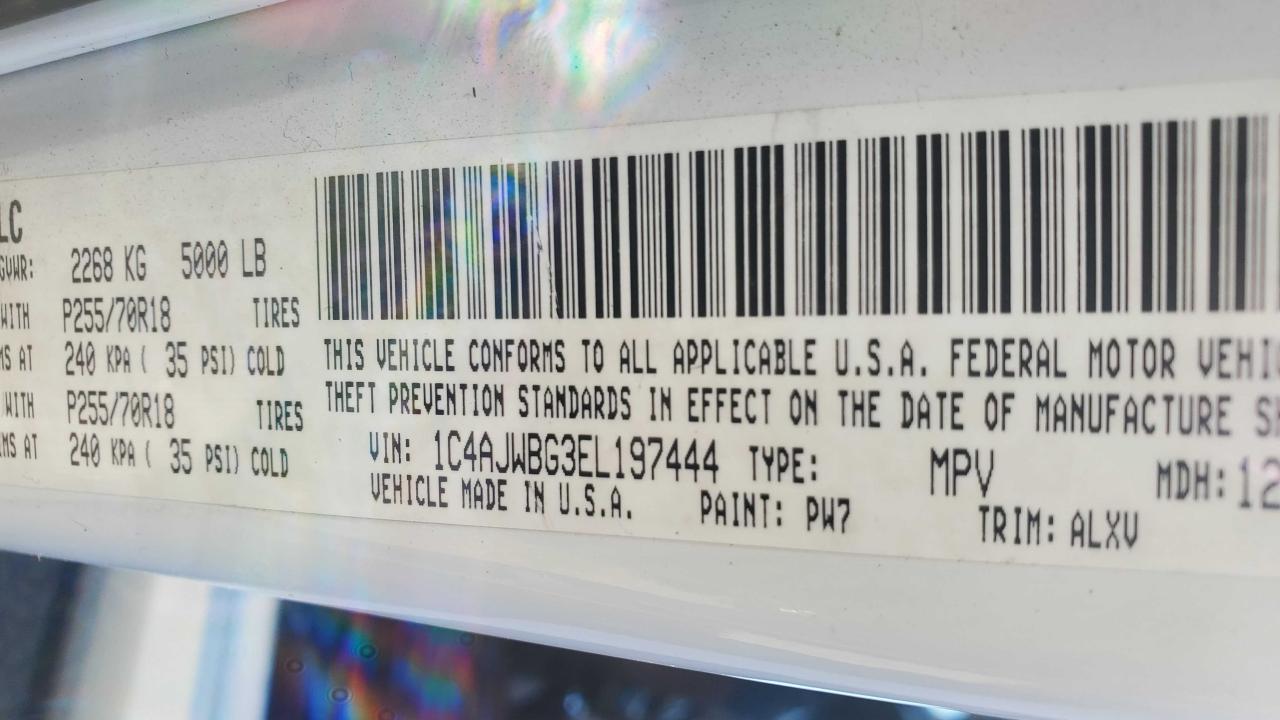 LC
GVWR: 2268 KG 5000 LB
WITH P255/70R18 TIRES
MS AT 240 KPA ( 35 PSI) COLD
WITH P255/70R18 TIRES
MS AT 240 KPA ( 35 PSI) COLD
THIS VEHICLE CONFORMS TO ALL APPLICABLE U.S.A. FEDERAL MOTOR VEHIC
THEFT PREVENTION STANDARDS IN EFFECT ON THE DATE OF MANUFACTURE S
VIN: 1C4AJWBG3EL197444 TYPE: MPV MDH: 12
VEHICLE MADE IN U.S.A. PAINT: PW7 TRIM: ALXV